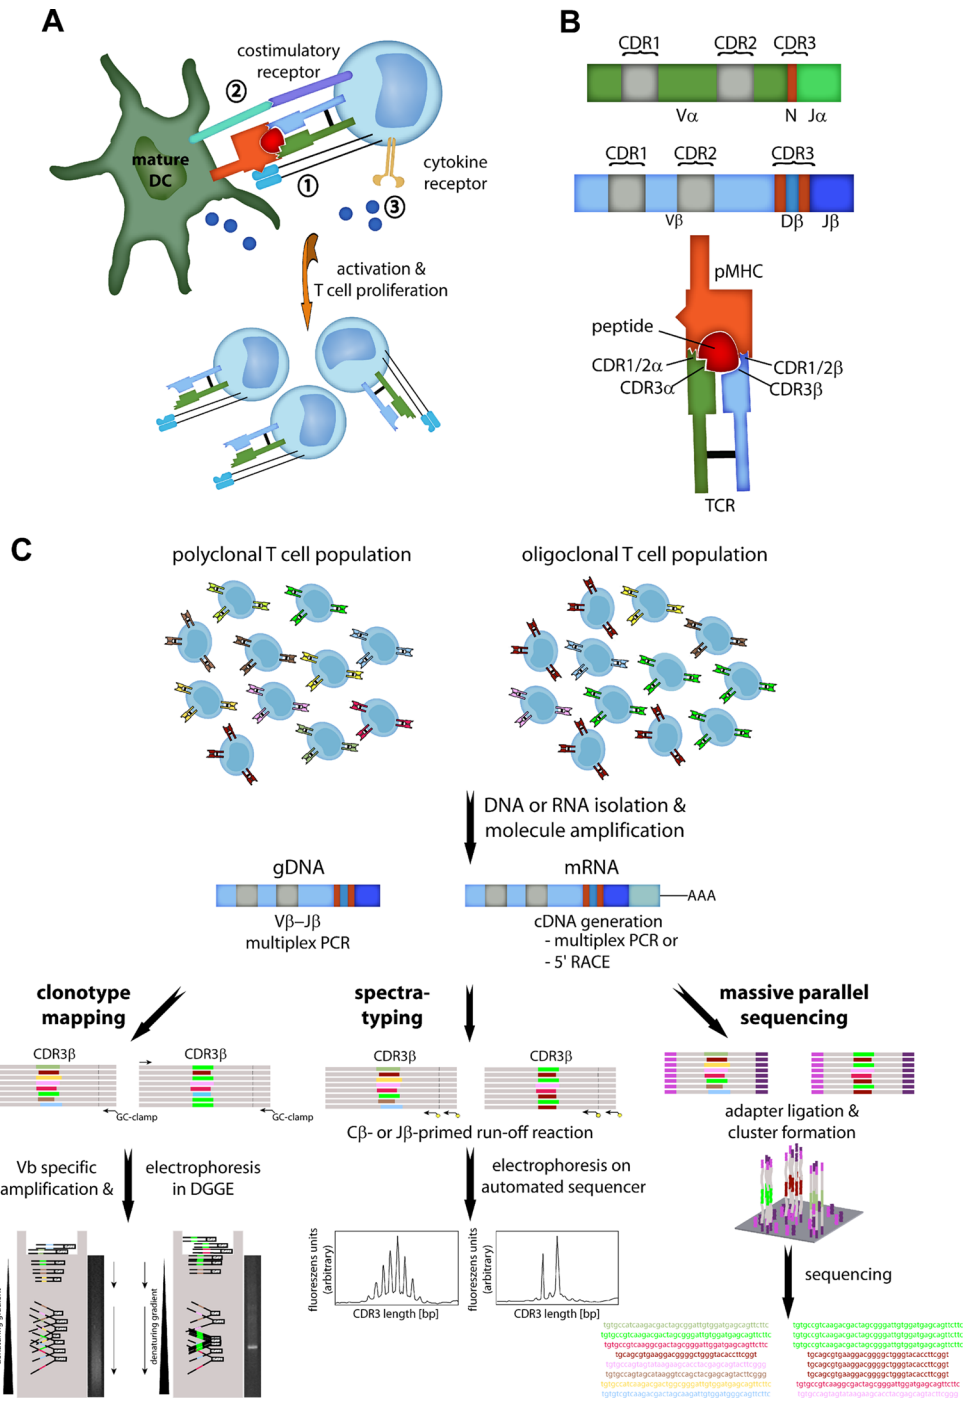 A
costimulatory
receptor
2
mature
DC
1
cytokine
receptor
3
activation &
T cell proliferation
B
CDR1 CDR2 CDR3
Vα N Jα
CDR1 CDR2 CDR3
Vβ Dβ Jβ
pMHC
peptide
CDR1/2α CDR1/2β
CDR3α CDR3β
TCR
C
polyclonal T cell population oligoclonal T cell population
DNA or RNA isolation &
molecule amplification
gDNA mRNA
AAA
Vβ–Jβ
multiplex PCR
cDNA generation
- multiplex PCR or
- 5' RACE
clonotype
mapping
CDR3β CDR3β
GC-clamp GC-clamp
Vb specific
amplification &
electrophoresis
in DGGE
denaturing gradient
spectra-
typing
CDR3β CDR3β
Cβ- or Jβ-primed run-off reaction
electrophoresis on
automated sequencer
fluoreszens units
(arbitrary)
CDR3 length [bp]
fluoreszens units
(arbitrary)
CDR3 length [bp]
massive parallel
sequencing
adapter ligation &
cluster formation
sequencing